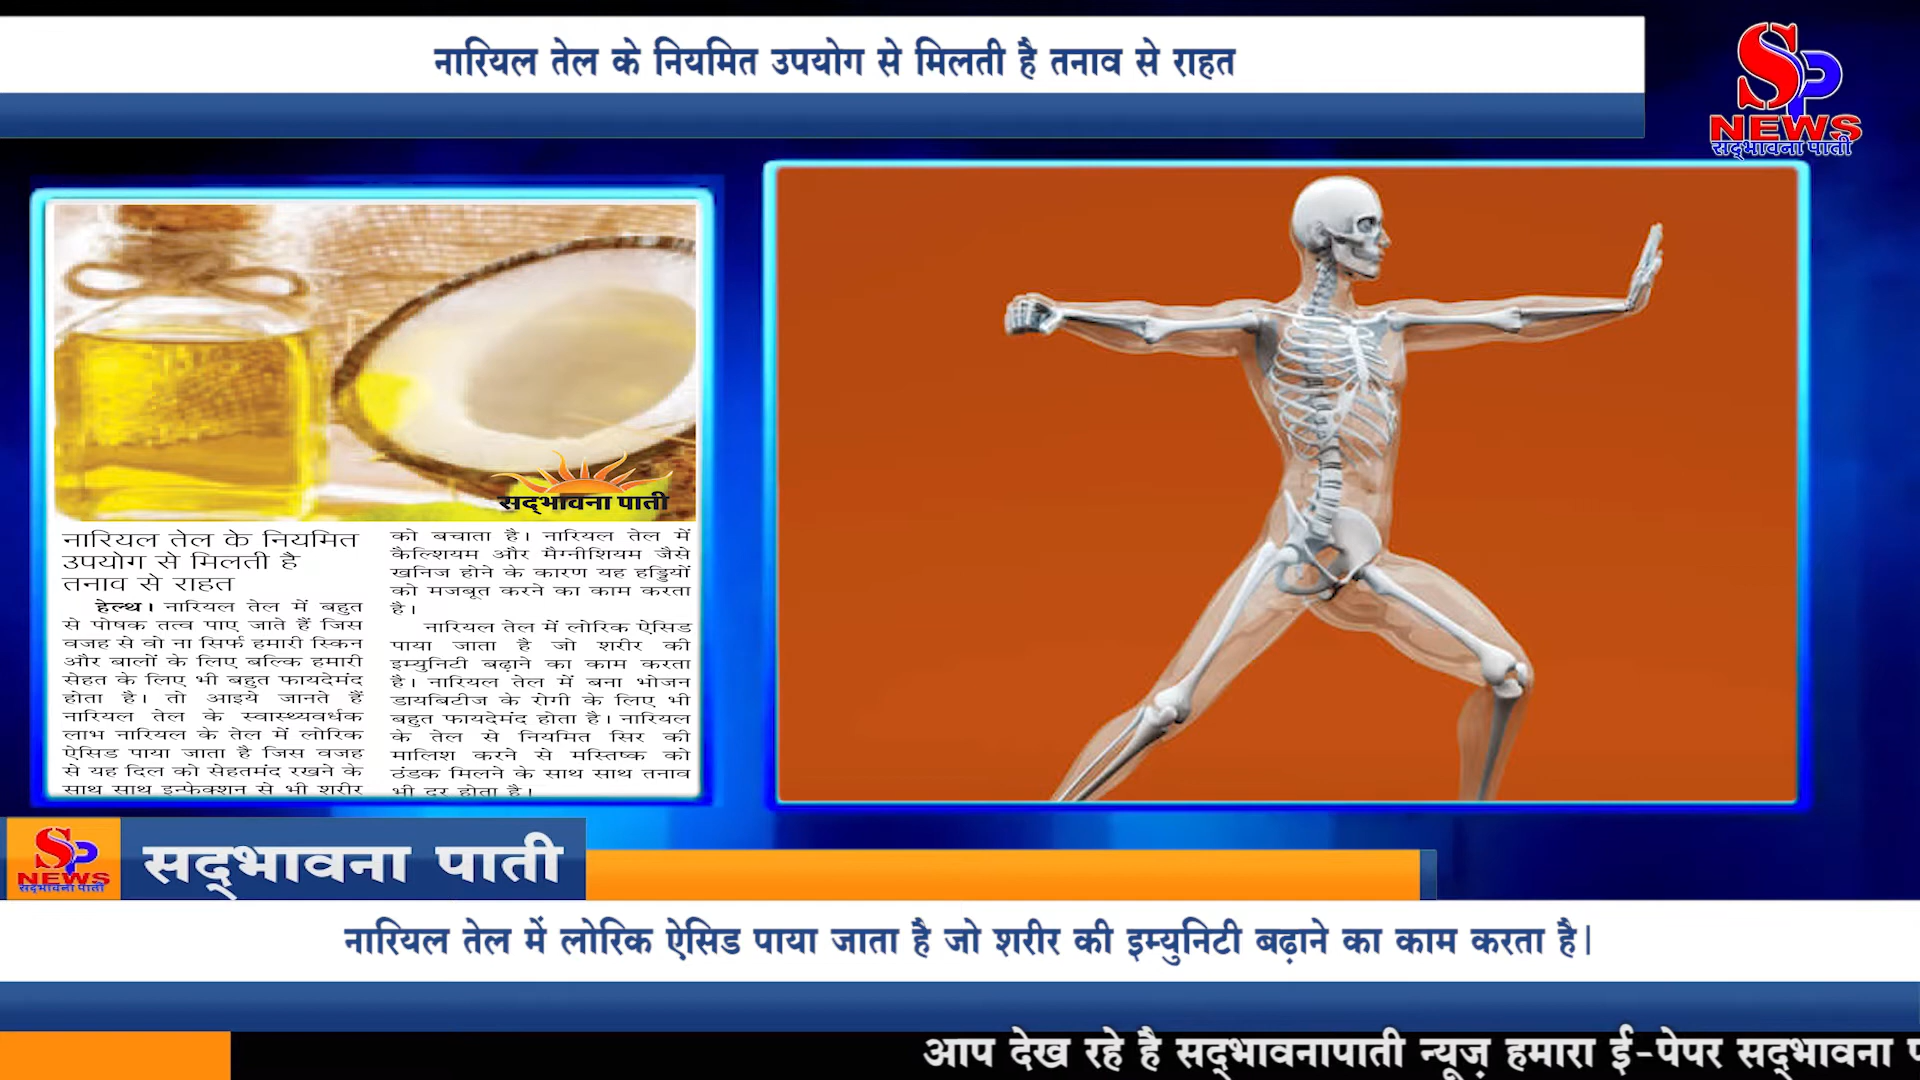 नारियल तेल के नियमित उपयोग से मिलती है तनाव से राहत
SP
NEWS
सद्भावना पाती
सद्भावना पाती
नारियल तेल के नियमित
उपयोग से मिलती है
तनाव से राहत
हेल्थ। नारियल तेल में बहुत
से पोषक तत्व पाए जाते हैं जिस
वजह से वो ना सिर्फ हमारी स्किन
और बालों के लिए बल्कि हमारी
सेहत के लिए भी बहुत फायदेमंद
होता है। तो आइये जानते हैं
नारियल तेल के स्वास्थ्यवर्धक
लाभ नारियल के तेल में लोरिक
ऐसिड पाया जाता है जिस वजह
से यह दिल को सेहतमंद रखने के
साथ साथ इन्फेक्शन से भी शरीर
को बचाता है। नारियल तेल में
कैल्शियम और मैग्नीशियम जैसे
खनिज होने के कारण यह हड्डियों
को मजबूत करने का काम करता
है।
नारियल तेल में लोरिक ऐसिड
पाया जाता है जो शरीर की
इम्युनिटी बढ़ाने का काम करता
है। नारियल तेल में बना भोजन
डायबिटीज के रोगी के लिए भी
बहुत फायदेमंद होता है। नारियल
के तेल से नियमित सिर की
मालिश करने से मस्तिष्क को
ठंडक मिलने के साथ साथ तनाव
भी दूर होता है।
SP
NEWS
सद्भावना पाती
सद्भावना पाती
नारियल तेल में लोरिक ऐसिड पाया जाता है जो शरीर की इम्युनिटी बढ़ाने का काम करता है।
आप देख रहे है सद्भावनापाती न्यूज़ हमारा ई-पेपर सद्भावना